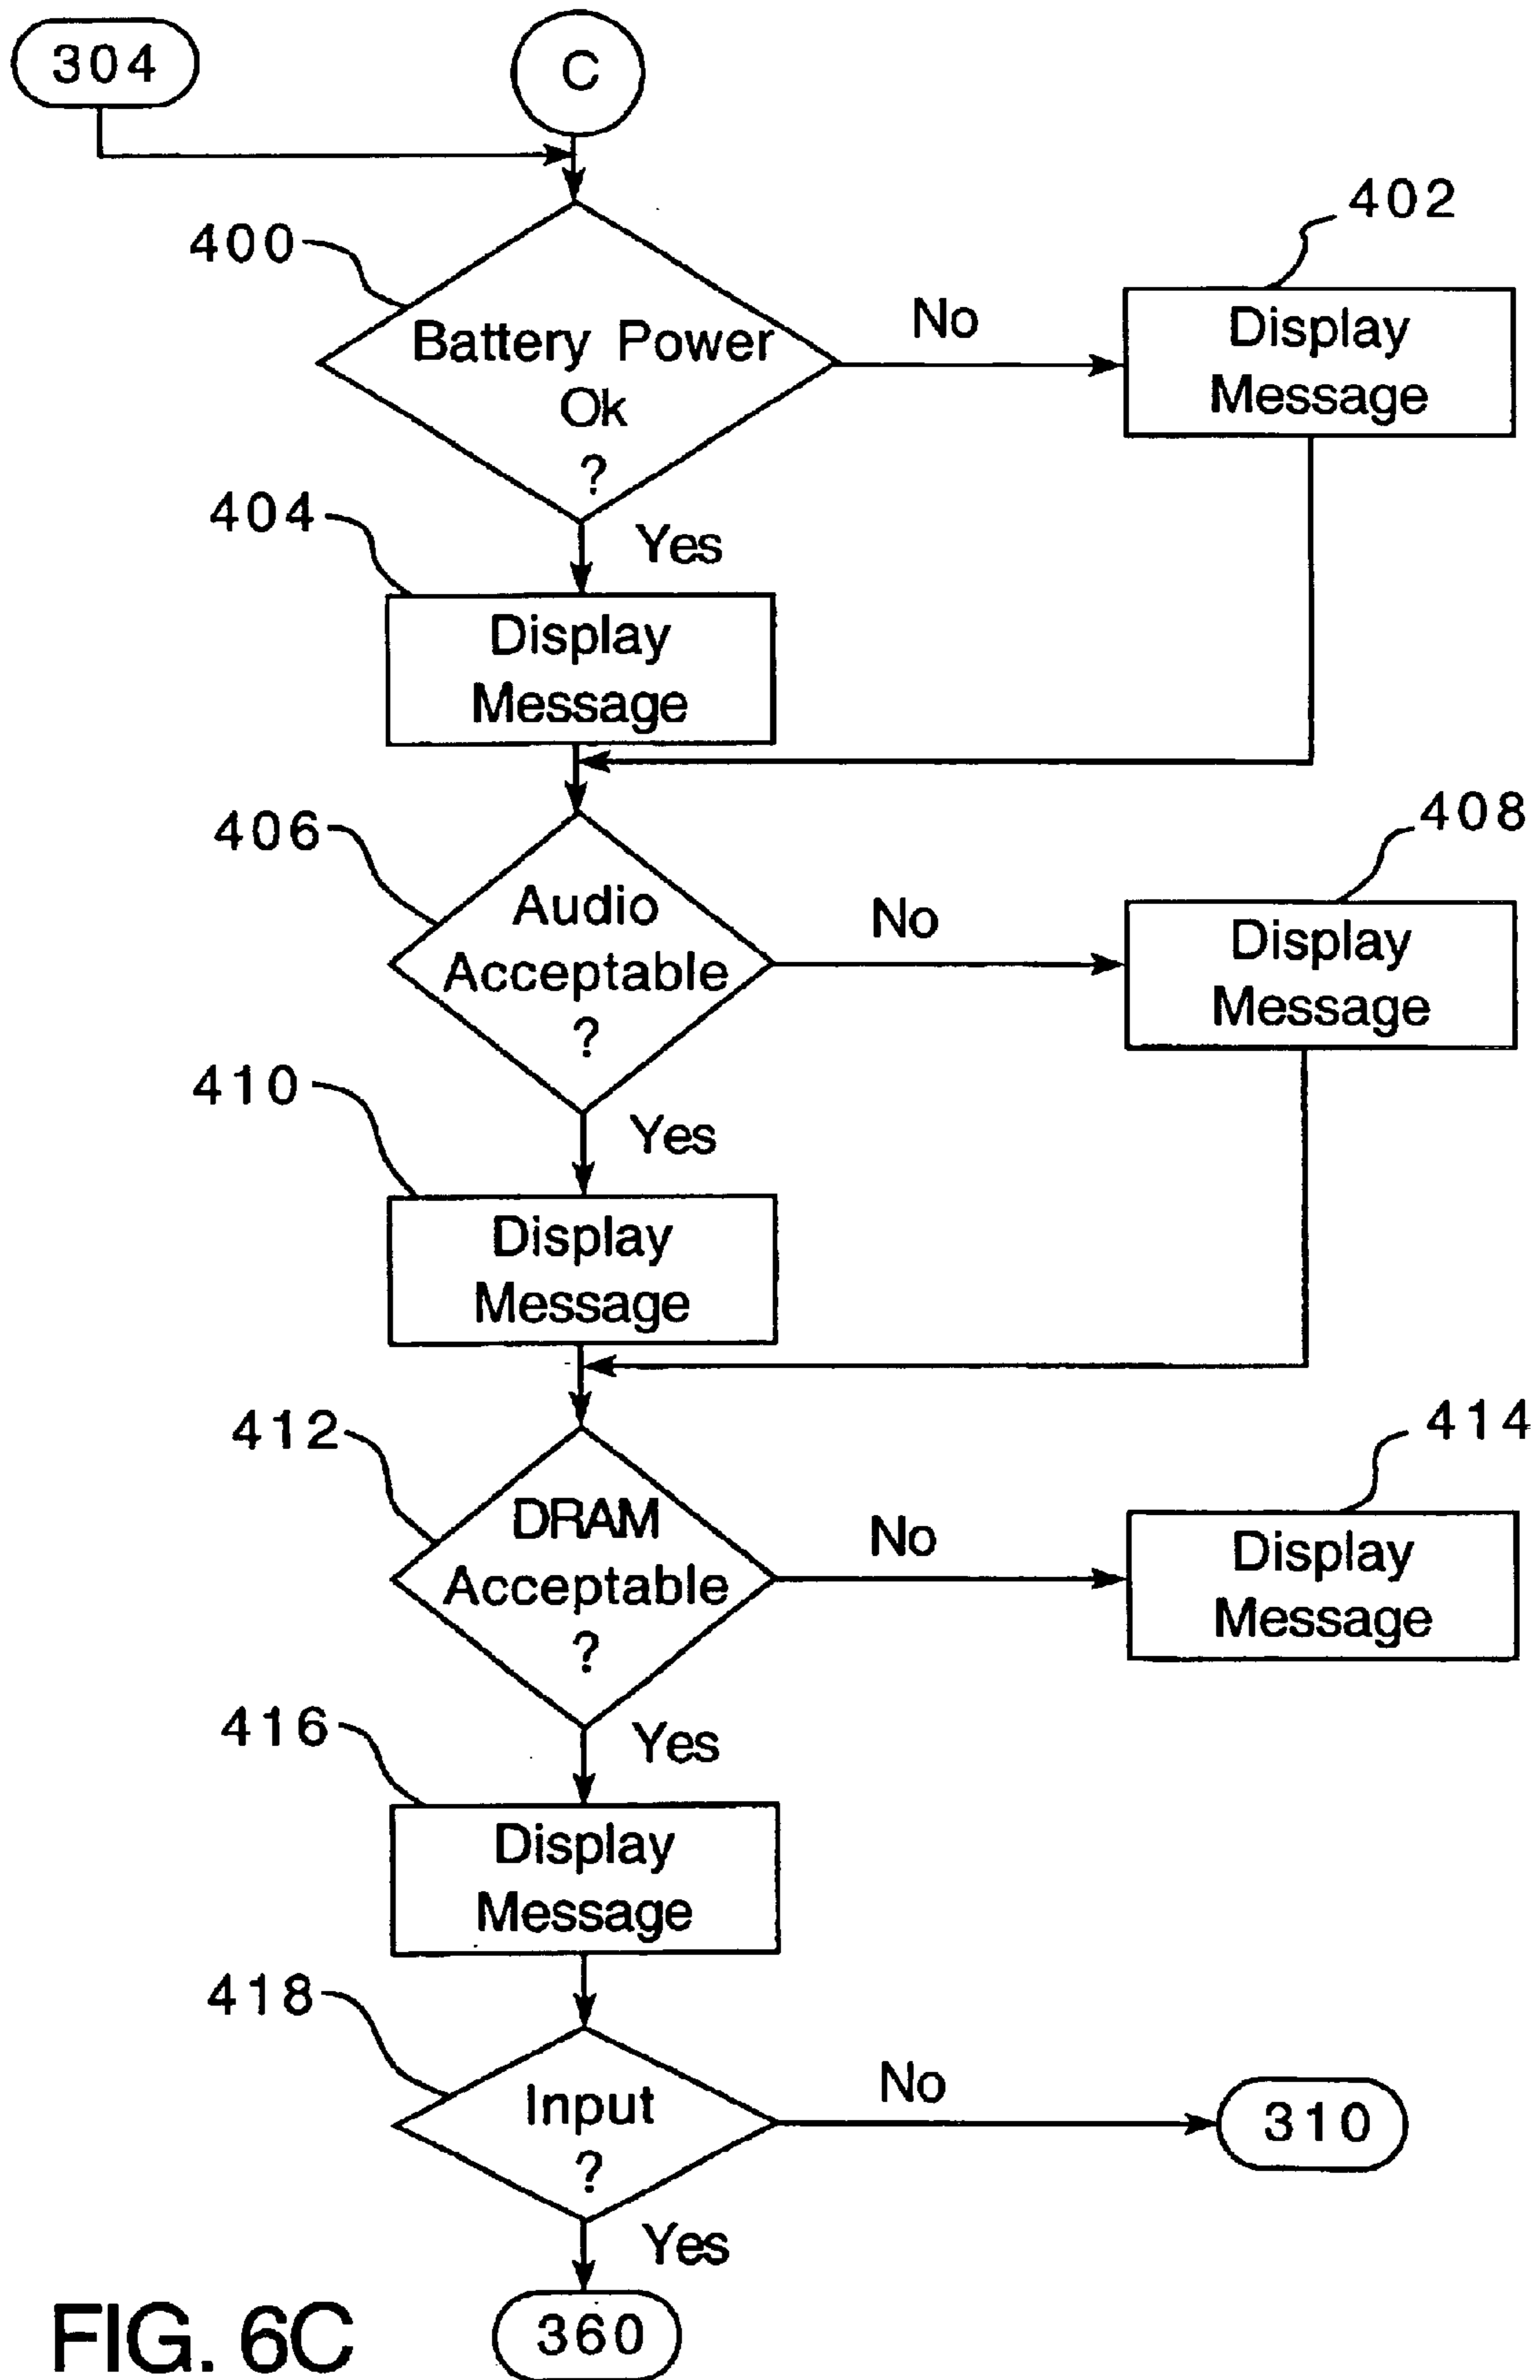 304
C
400
402
Battery Power
Ok
?
No
Display
Message
404
Yes
Display
Message
406
408
Audio
Acceptable
?
No
Display
Message
410
Yes
Display
Message
412
414
DRAM
Acceptable
?
No
Display
Message
416
Yes
Display
Message
418
Input
?
No
310
Yes
360
FIG. 6C